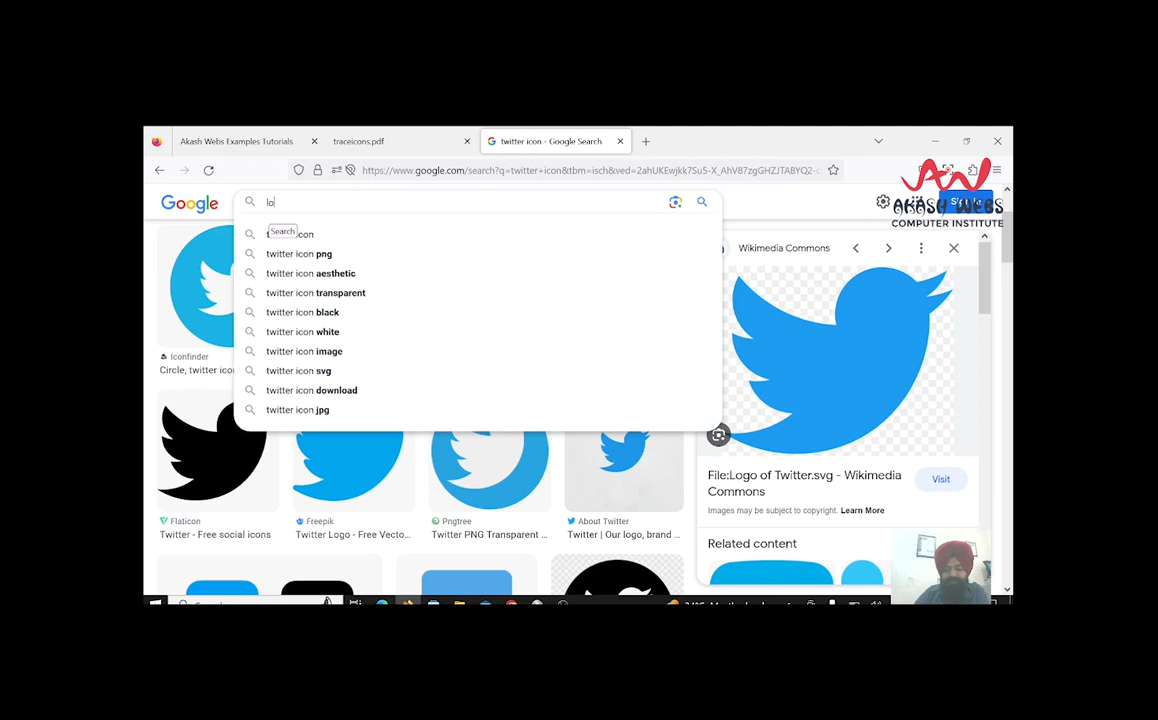 Akash Webs Examples Tutorials
traceicons.pdf
twitter icon - Google Search
https://www.google.com/search?q=twitter+icon&tbm=isch&ved=2ahUKEwjkk7Su5-X_AhVB7zgGHZJTABYQ2-c
AKASH WEBS
COMPUTER INSTITUTE
Google
lo
Search
twitter icon png
twitter icon aesthetic
twitter icon transparent
twitter icon black
twitter icon white
twitter icon image
twitter icon svg
twitter icon download
twitter icon jpg
Wikimedia Commons
Iconfinder
Circle, twitter icon
File:Logo of Twitter.svg - Wikimedia
Commons
Visit
Images may be subject to copyright. Learn More
Related content
Flaticon
Twitter - Free social icons
Freepik
Twitter Logo - Free Vecto...
Pngtree
Twitter PNG Transparent ...
About Twitter
Twitter | Our logo, brand ...